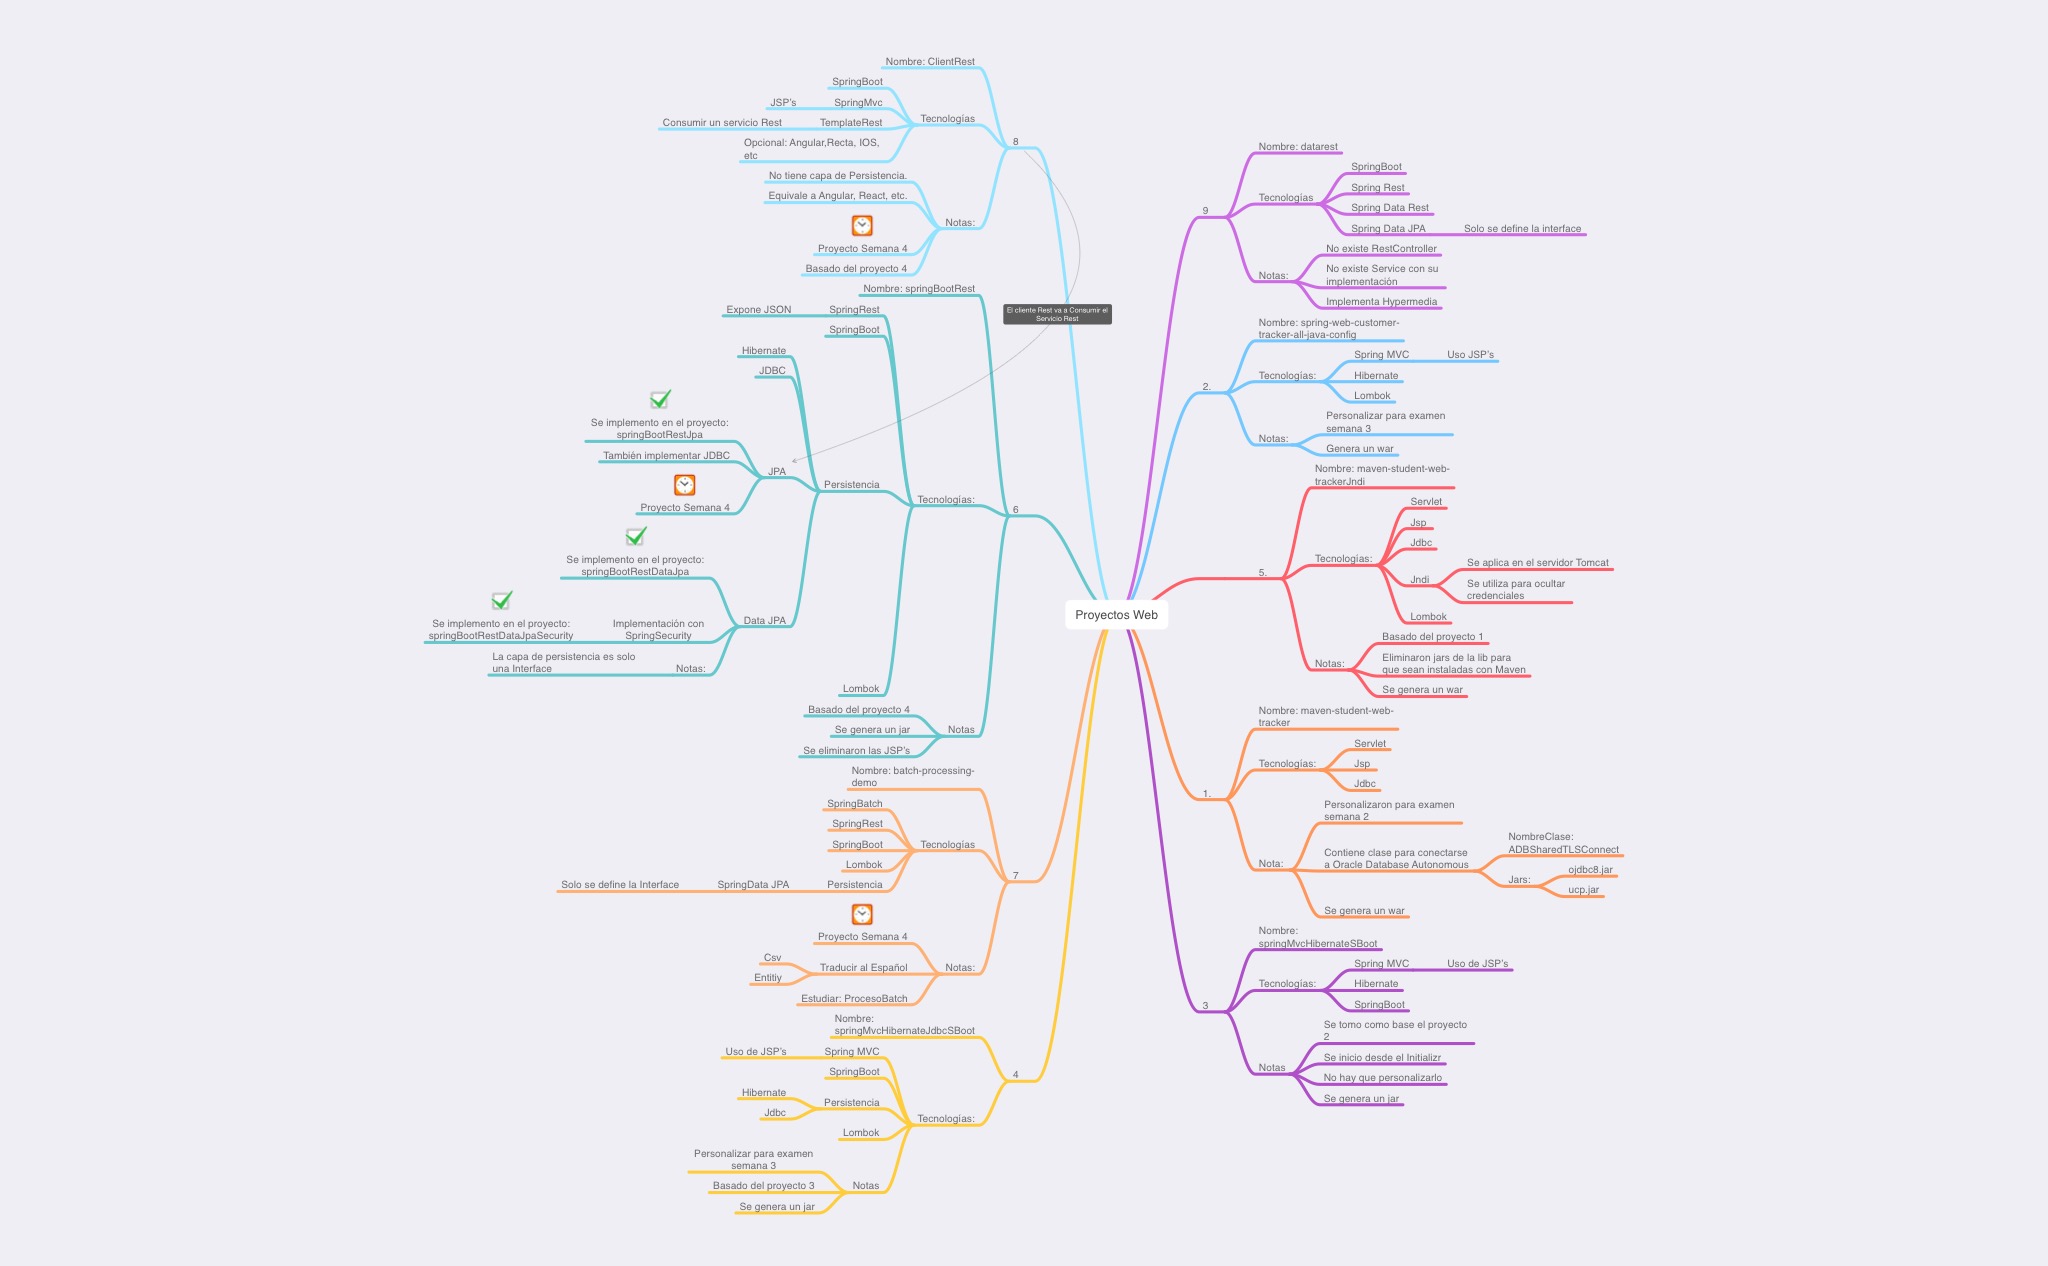 Proyectos Web
8
Nombre: ClientRest
Tecnologías
SpringBoot
SpringMvc
JSP's
TemplateRest
Consumir un servicio Rest
Opcional: Angular,Recta, IOS,
etc
Notas:
No tiene capa de Persistencia.
Equivale a Angular, React, etc.
Proyecto Semana 4
Basado del proyecto 4
El cliente Rest va a Consumir el
Servicio Rest
6
Nombre: springBootRest
Tecnologías:
SpringRest
Expone JSON
SpringBoot
Persistencia
Hibernate
JDBC
JPA
Se implemento en el proyecto:
springBootRestJpa
También implementar JDBC
Proyecto Semana 4
Data JPA
Se implemento en el proyecto:
springBootRestDataJpa
Implementación con
SpringSecurity
Se implemento en el proyecto:
springBootRestDataJpaSecurity
Notas:
La capa de persistencia es solo
una Interface
Lombok
Notas
Basado del proyecto 4
Se genera un jar
Se eliminaron las JSP's
7
Nombre: batch-processing-
demo
Tecnologías
SpringBatch
SpringRest
SpringBoot
Lombok
Persistencia
SpringData JPA
Solo se define la Interface
Notas:
Proyecto Semana 4
Traducir al Español
Csv
Entitiy
Estudiar: ProcesoBatch
4
Nombre:
springMvcHibernateJdbcSBoot
Tecnologías:
Spring MVC
Uso de JSP's
SpringBoot
Persistencia
Hibernate
Jdbc
Lombok
Notas
Personalizar para examen
semana 3
Basado del proyecto 3
Se genera un jar
9
Nombre: datarest
Tecnologías
SpringBoot
Spring Rest
Spring Data Rest
Spring Data JPA
Solo se define la interface
Notas:
No existe RestController
No existe Service con su
implementación
Implementa Hypermedia
2.
Nombre: spring-web-customer-
tracker-all-java-config
Tecnologías:
Spring MVC
Uso JSP's
Hibernate
Lombok
Notas:
Personalizar para examen
semana 3
Genera un war
5.
Nombre: maven-student-web-
trackerJndi
Tecnologías:
Servlet
Jsp
Jdbc
Jndi
Se aplica en el servidor Tomcat
Se utiliza para ocultar
credenciales
Lombok
Notas:
Basado del proyecto 1
Eliminaron jars de la lib para
que sean instaladas con Maven
Se genera un war
1.
Nombre: maven-student-web-
tracker
Tecnologías:
Servlet
Jsp
Jdbc
Nota:
Personalizaron para examen
semana 2
Contiene clase para conectarse
a Oracle Database Autonomous
NombreClase:
ADBSharedTLSConnect
Jars:
ojdbc8.jar
ucp.jar
Se genera un war
3
Nombre:
springMvcHibernateSBoot
Tecnologías:
Spring MVC
Uso de JSP's
Hibernate
SpringBoot
Notas
Se tomo como base el proyecto
2
Se inicio desde el Initializr
No hay que personalizarlo
Se genera un jar